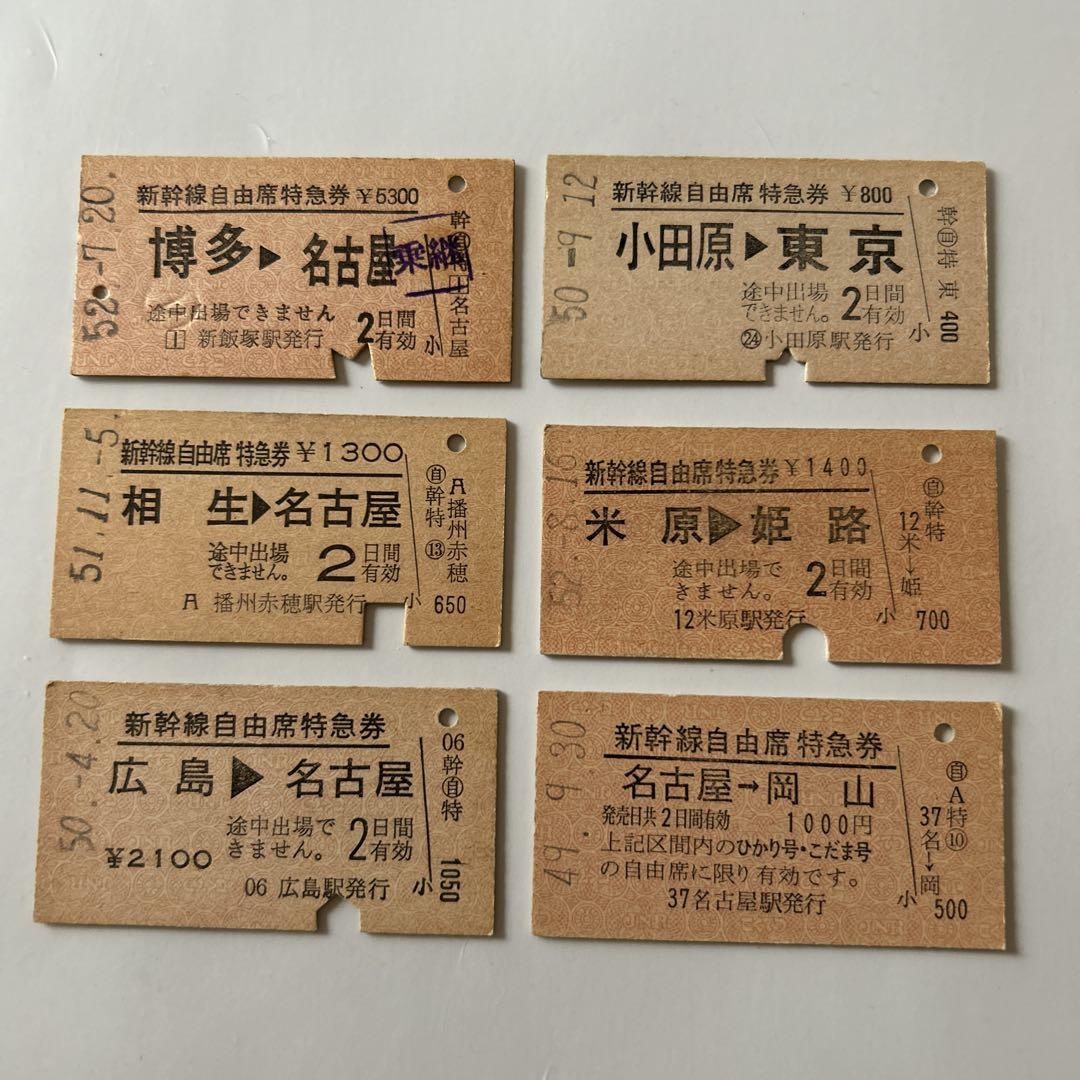 52.-7.20.
新幹線自由席特急券 ¥5300
博多▶名古屋
乗継
途中出場できません
2日間有効
1 新飯塚駅発行
小
名古屋
50.-9.12
新幹線自由席特急券 ¥800
小田原▶東京
途中出場できません。
2日間有効
㉔小田原駅発行
小
幹㊀特 東
400
51.11.-5.
新幹線自由席特急券 ¥1300
相生▶名古屋
途中出場できません。
2日間有効
A 播州赤穂駅発行
小
A播州赤穂
自幹特⑬
650
52.-8.16
新幹線自由席特急券 ¥1400
米原▶姫路
途中出場できません。
2日間有効
12米原駅発行
小
自幹特
12米→姫
700
50.-4.20
新幹線自由席特急券
広島▶名古屋
途中出場できません。
2日間有効
¥2100
06 広島駅発行
小
06幹自特
1050
49.-9.30
新幹線自由席特急券
名古屋→岡山
発売日共2日間有効 1000円
上記区間内のひかり号・こだま号
の自由席に限り有効です。
37名古屋駅発行
小
自A特⑩
37名→岡
500